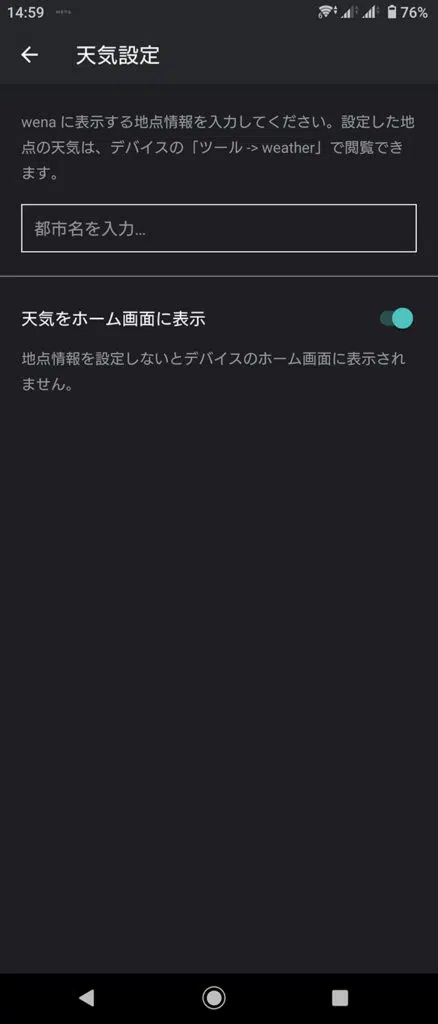 14:59 wena 76%
天気設定
wena に表示する地点情報を入力してください。設定した地
点の天気は、デバイスの「ツール -> weather」で閲覧でき
ます。
都市名を入力...
天気をホーム画面に表示
地点情報を設定しないとデバイスのホーム画面に表示され
ません。